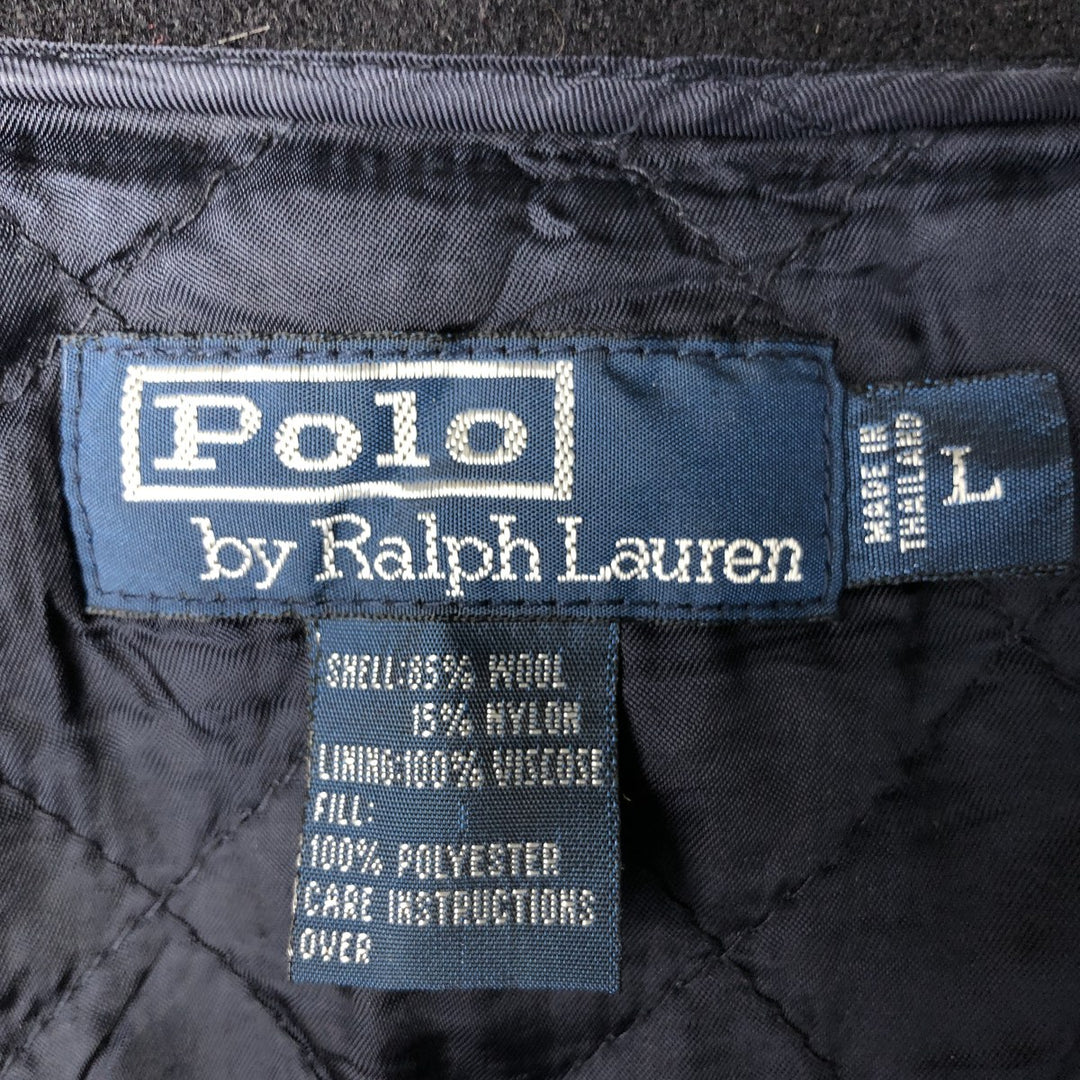 Polo
by Ralph Lauren
MADE IN
THAILAND
L
SHELL:85% WOOL
15% NYLON
LINING:100% VISCOSE
FILL:
100% POLYESTER
CARE INSTRUCTIONS
OVER